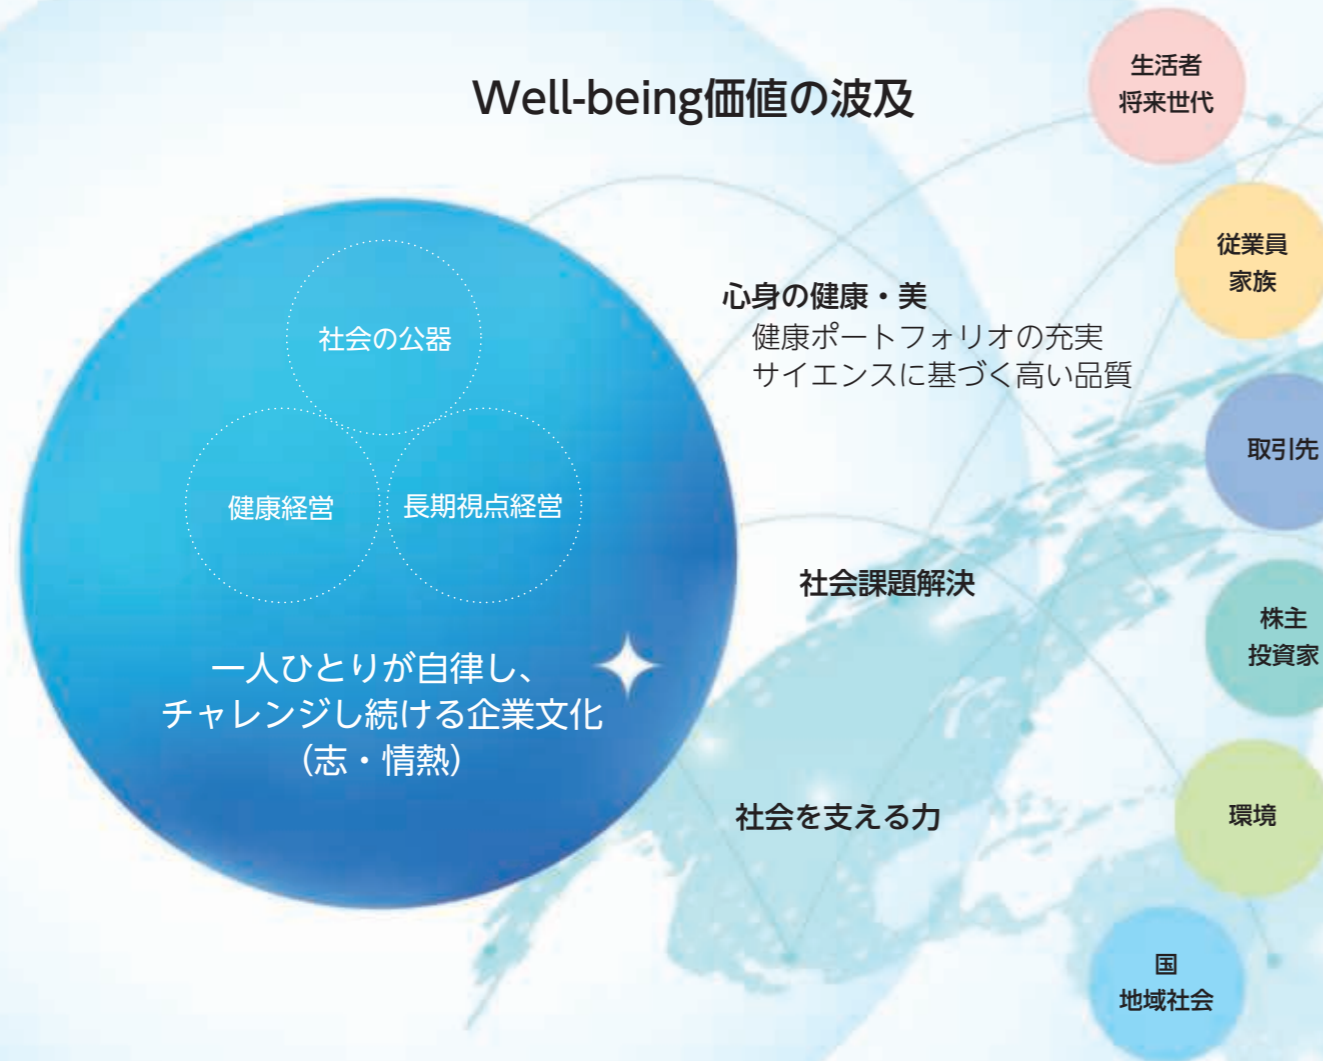 Well-being価値の波及
社会の公器
健康経営
長期視点経営
一人ひとりが自律し、
チャレンジし続ける企業文化
（志・情熱）
心身の健康・美
健康ポートフォリオの充実
サイエンスに基づく高い品質
社会課題解決
社会を支える力
生活者
将来世代
従業員
家族
取引先
株主
投資家
環境
国
地域社会